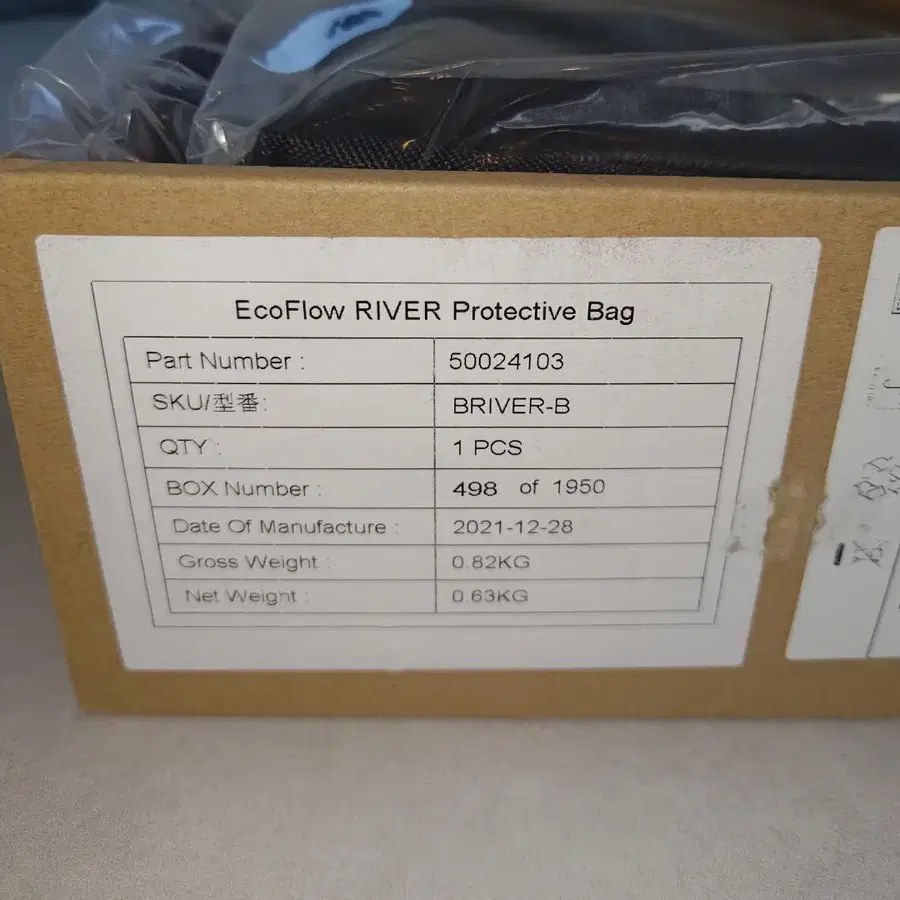 EcoFlow RIVER Protective Bag
Part Number : 50024103
SKU/型番: BRIVER-B
QTY : 1 PCS
BOX Number : 498 of 1950
Date Of Manufacture : 2021-12-28
Gross Weight : 0.82KG
Net Weight : 0.63KG